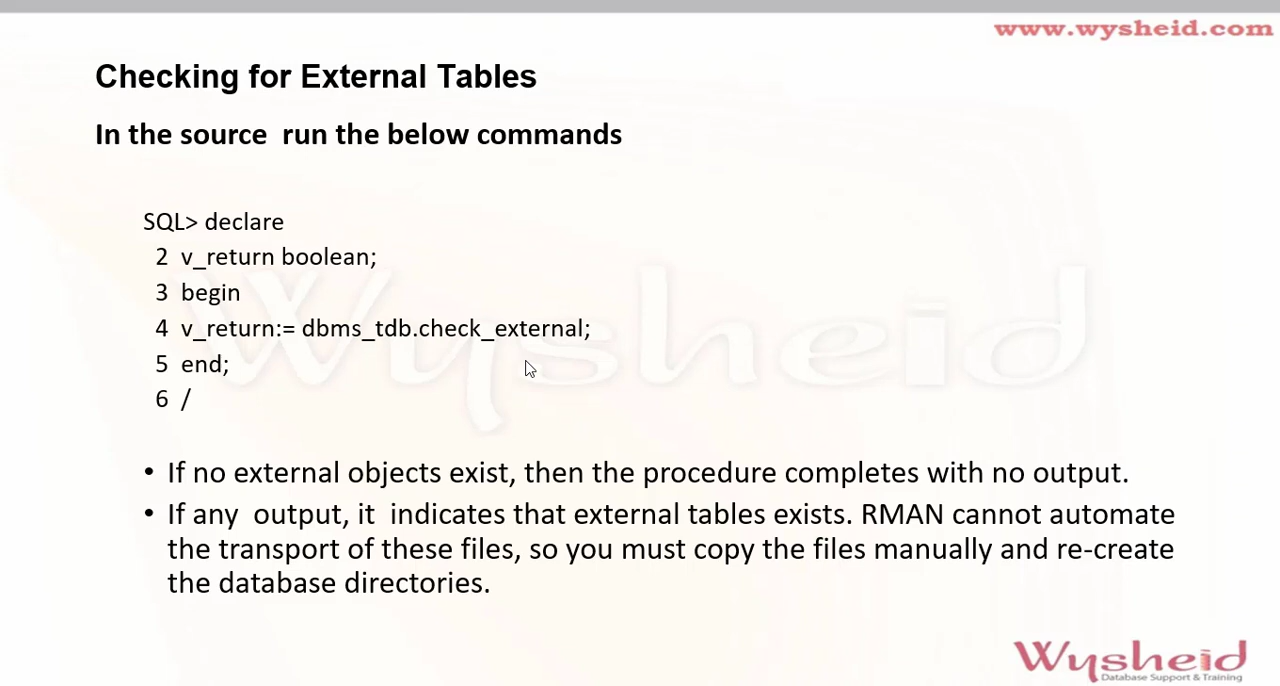 www.wysheid.com
Checking for External Tables
In the source run the below commands
SQL> declare
2 v_return boolean;
3 begin
4 v_return:= dbms_tdb.check_external;
5 end;
6 /
Wysheid
• If no external objects exist, then the procedure completes with no output.
• If any output, it indicates that external tables exists. RMAN cannot automate
the transport of these files, so you must copy the files manually and re-create
the database directories.
Wysheid
Database Support & Training